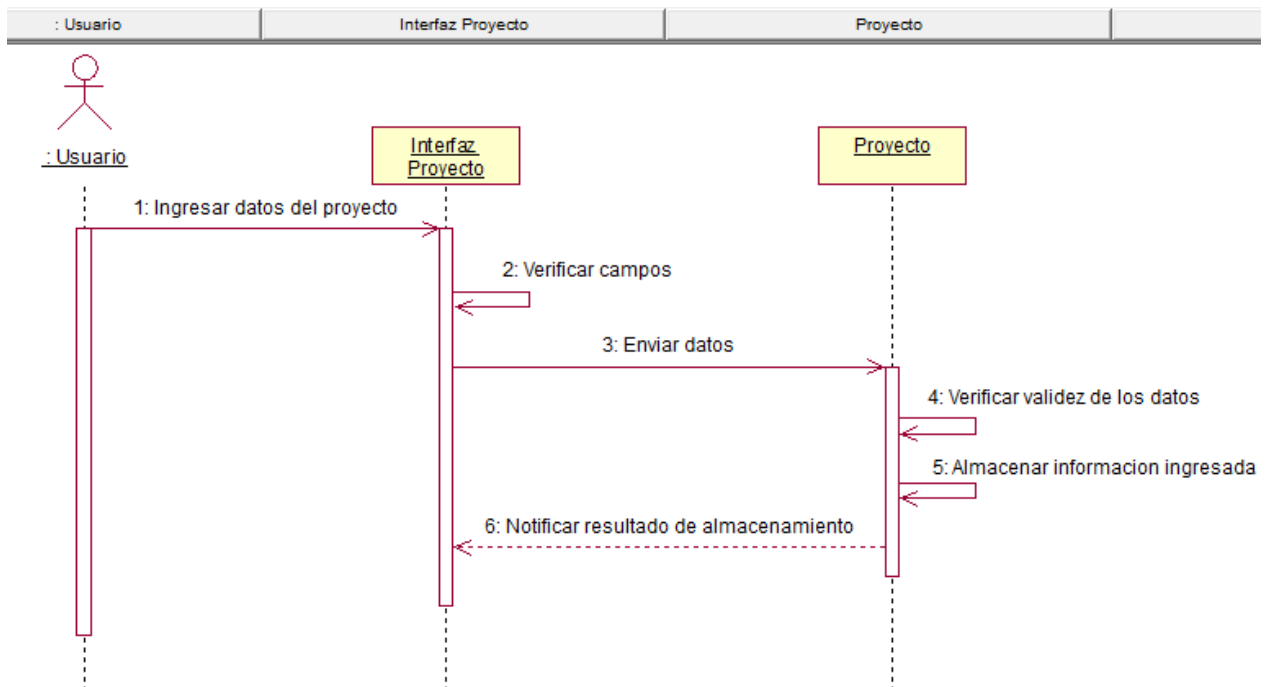 : Usuario
Interfaz Proyecto
Proyecto
: Usuario
Interfaz
Proyecto
Proyecto
1: Ingresar datos del proyecto
2: Verificar campos
3: Enviar datos
4: Verificar validez de los datos
5: Almacenar informacion ingresada
6: Notificar resultado de almacenamiento